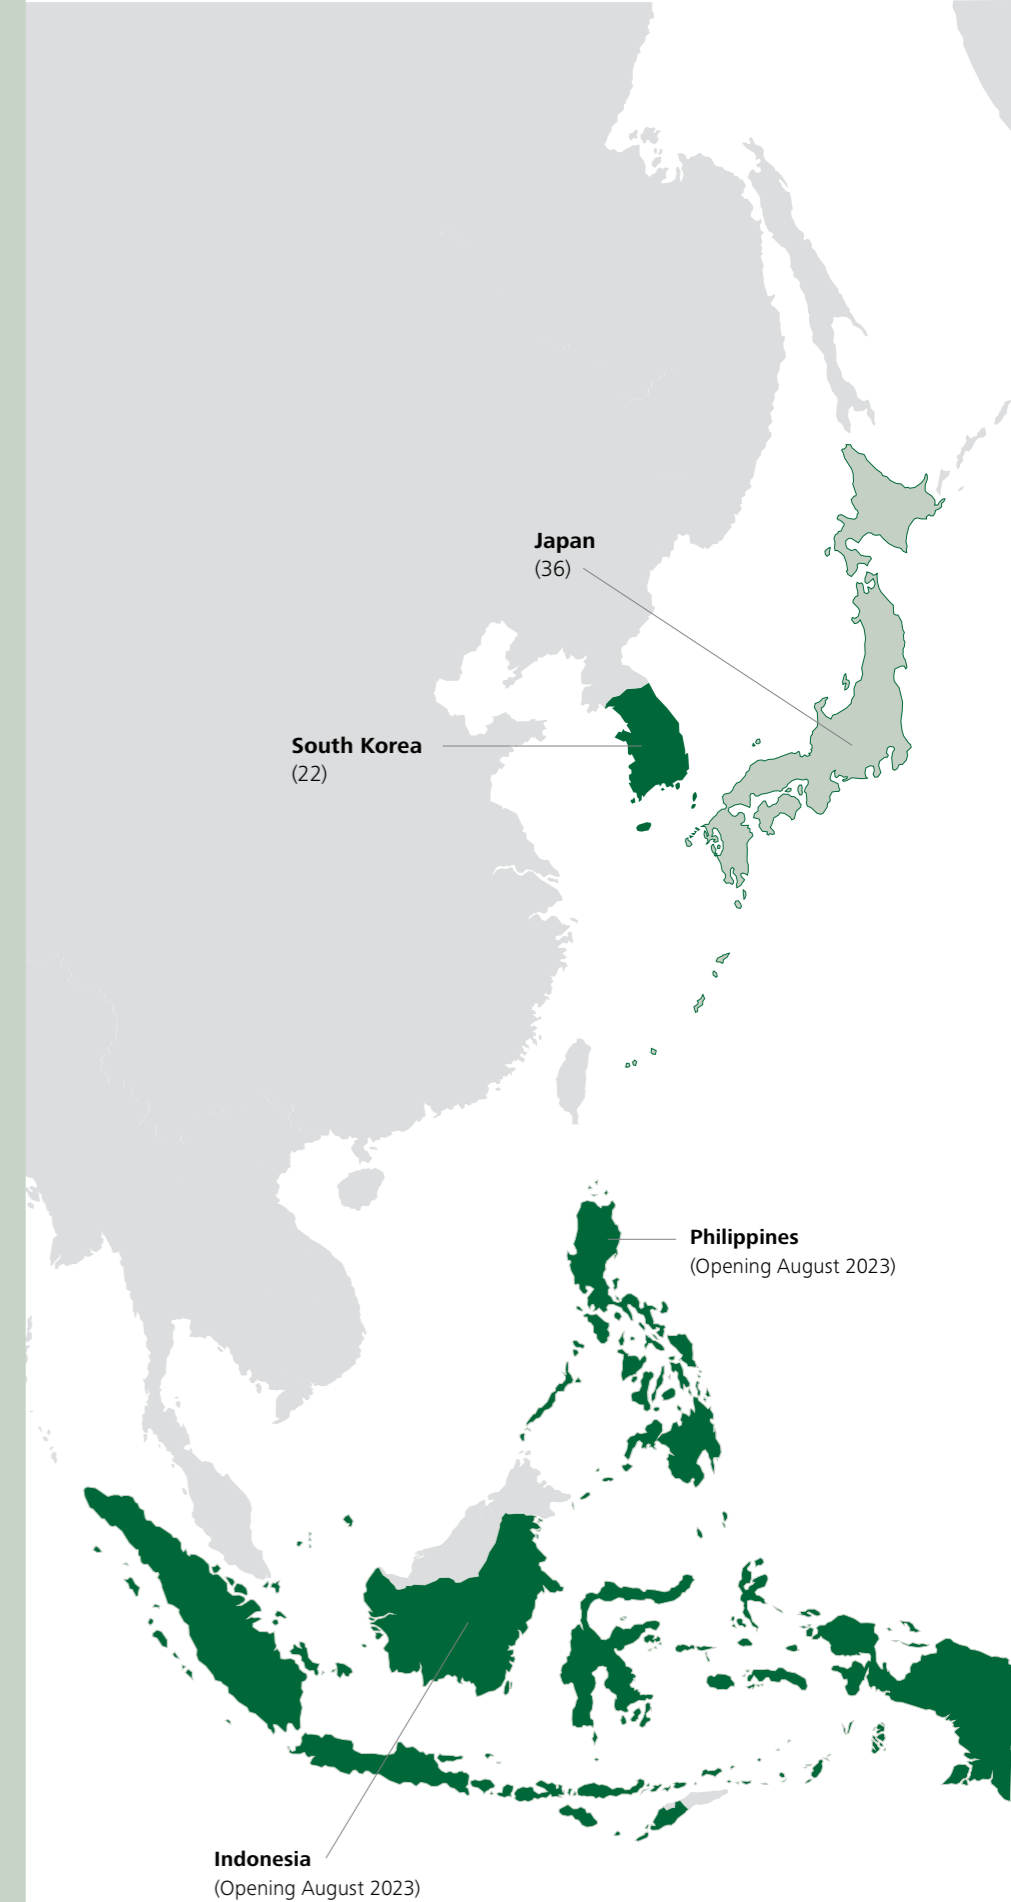 Japan
(36)
South Korea
(22)
Philippines
(Opening August 2023)
Indonesia
(Opening August 2023)